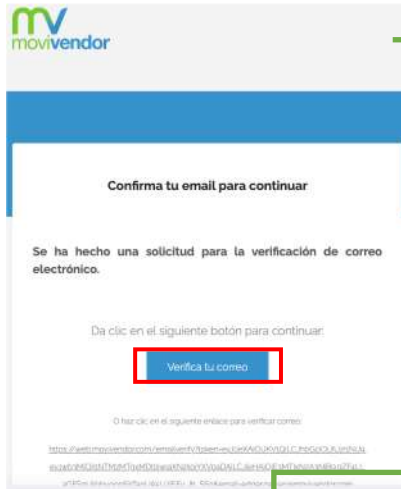 mv
movivendor
Confirma tu email para continuar
Se ha hecho una solicitud para la verificación de correo
electrónico.
Da clic en el siguiente botón para continuar:
Verifica tu correo
O haz clic en el siguiente enlace para verificar correo: